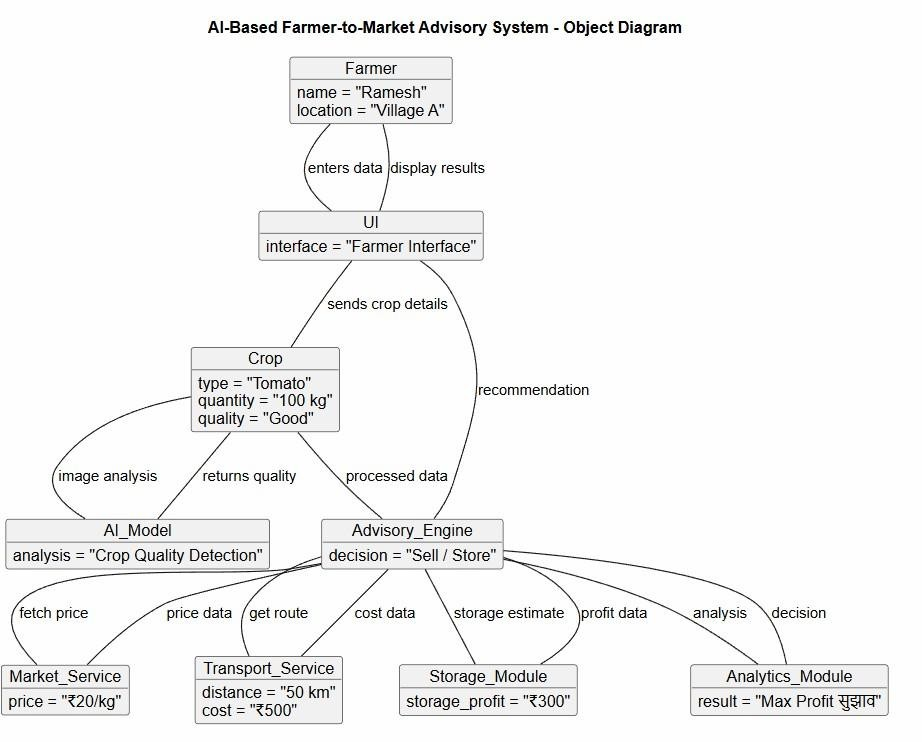 AI-Based Farmer-to-Market Advisory System - Object Diagram
Farmer
name = "Ramesh"
location = "Village A"
enters data
display results
UI
interface = "Farmer Interface"
sends crop details
Crop
type = "Tomato"
quantity = "100 kg"
quality = "Good"
recommendation
image analysis
returns quality
processed data
AI_Model
analysis = "Crop Quality Detection"
Advisory_Engine
decision = "Sell / Store"
fetch price
price data
get route
cost data
storage estimate
profit data
analysis
decision
Market_Service
price = "₹20/kg"
Transport_Service
distance = "50 km"
cost = "₹500"
Storage_Module
storage_profit = "₹300"
Analytics_Module
result = "Max Profit सुझाव"